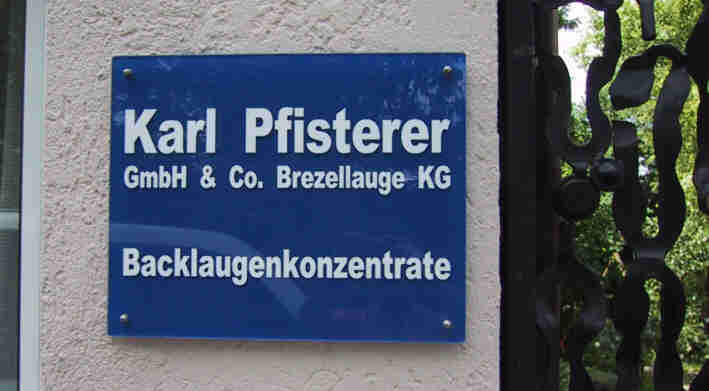 Karl Pfisterer
GmbH & Co. Brezellauge KG
Backlaugenkonzentrate